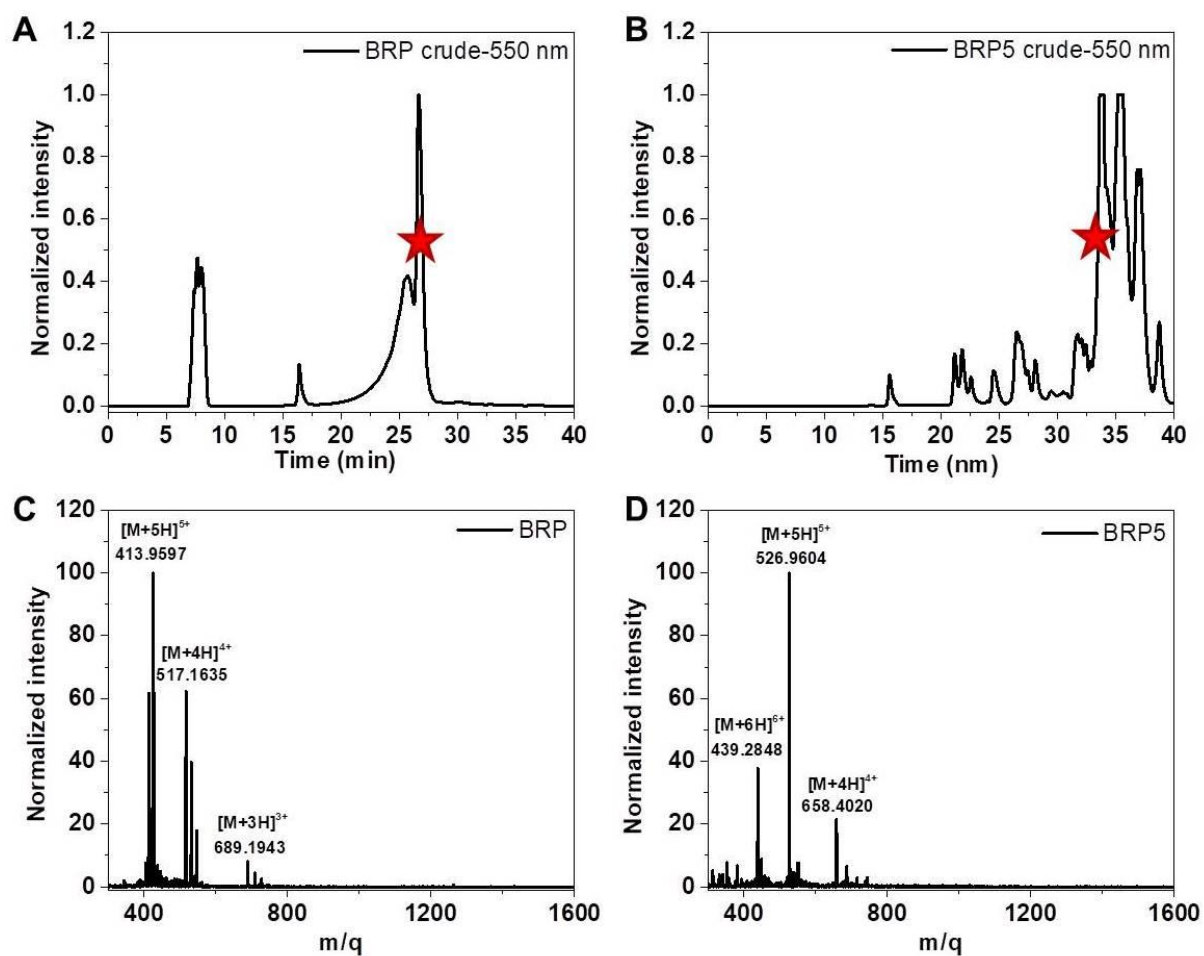 A
BRP crude-550 nm
Normalized intensity
1.2
1.0
0.8
0.6
0.4
0.2
0.0
0 5 10 15 20 25 30 35 40
Time (min)
B
BRP5 crude-550 nm
Normalized intensity
1.2
1.0
0.8
0.6
0.4
0.2
0.0
0 5 10 15 20 25 30 35 40
Time (nm)
C
BRP
Normalized intensity
120
100
80
60
40
20
0
[M+5H]⁵⁺
413.9597
[M+4H]⁴⁺
517.1635
[M+3H]³⁺
689.1943
400 800 1200 1600
m/q
D
BRP5
Normalized intensity
120
100
80
60
40
20
0
[M+5H]⁵⁺
526.9604
[M+6H]⁶⁺
439.2848
[M+4H]⁴⁺
658.4020
400 800 1200 1600
m/q